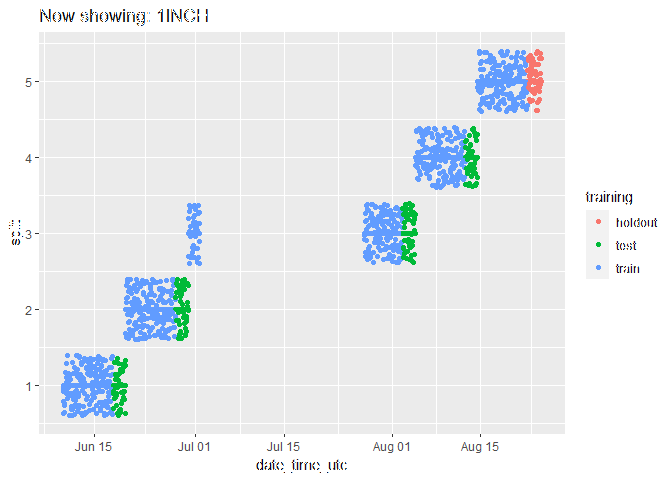 Now showing: 1INCH
5
4
3
2
1
split
Jun 15
Jul 01
Jul 15
Aug 01
Aug 15
date_time_utc
training
holdout
test
train